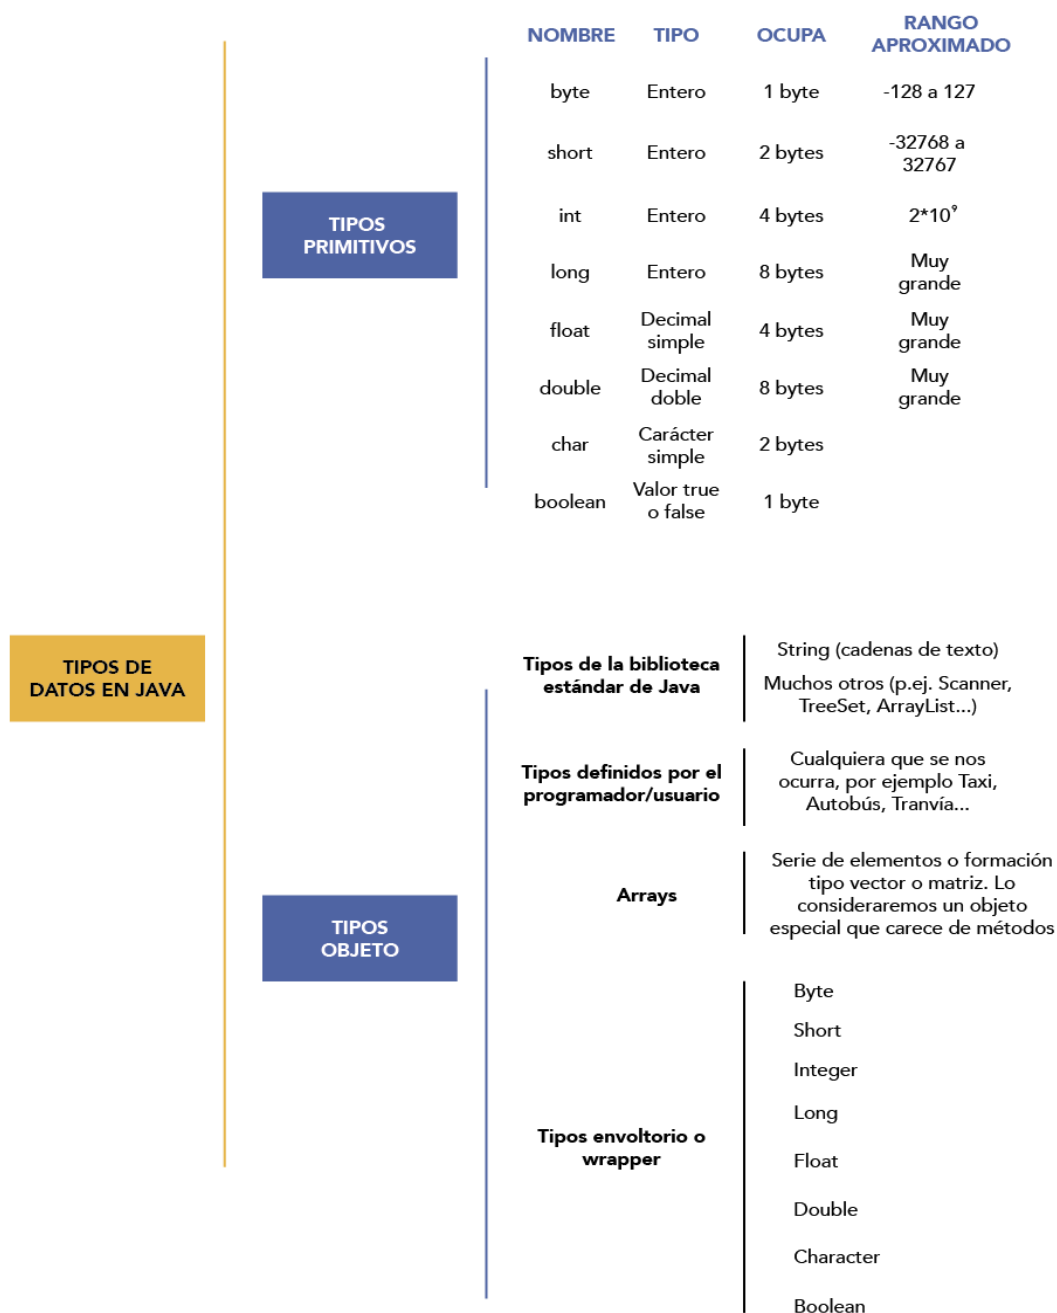 NOMBRE TIPO OCUPA RANGO
APROXIMADO
byte Entero 1 byte -128 a 127
short Entero 2 bytes -32768 a
32767
int Entero 4 bytes 2*10⁹
long Entero 8 bytes Muy
grande
float Decimal
simple 4 bytes Muy
grande
double Decimal
doble 8 bytes Muy
grande
char Carácter
simple 2 bytes
boolean Valor true
o false 1 byte
TIPOS
PRIMITIVOS
TIPOS DE
DATOS EN JAVA
TIPOS
OBJETO
Tipos de la biblioteca
estándar de Java
String (cadenas de texto)
Muchos otros (p.ej. Scanner,
TreeSet, ArrayList...)
Tipos definidos por el
programador/usuario
Cualquiera que se nos
ocurra, por ejemplo Taxi,
Autobús, Tranvía...
Arrays
Serie de elementos o formación
tipo vector o matriz. Lo
consideraremos un objeto
especial que carece de métodos
Tipos envoltorio o
wrapper
Byte
Short
Integer
Long
Float
Double
Character
Boolean